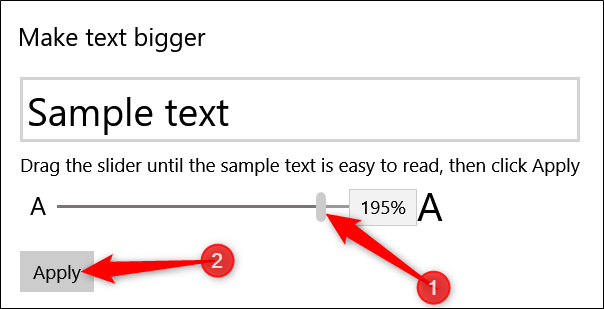 Make text bigger
Sample text
Drag the slider until the sample text is easy to read, then click Apply
A 195% A
Apply 2
1